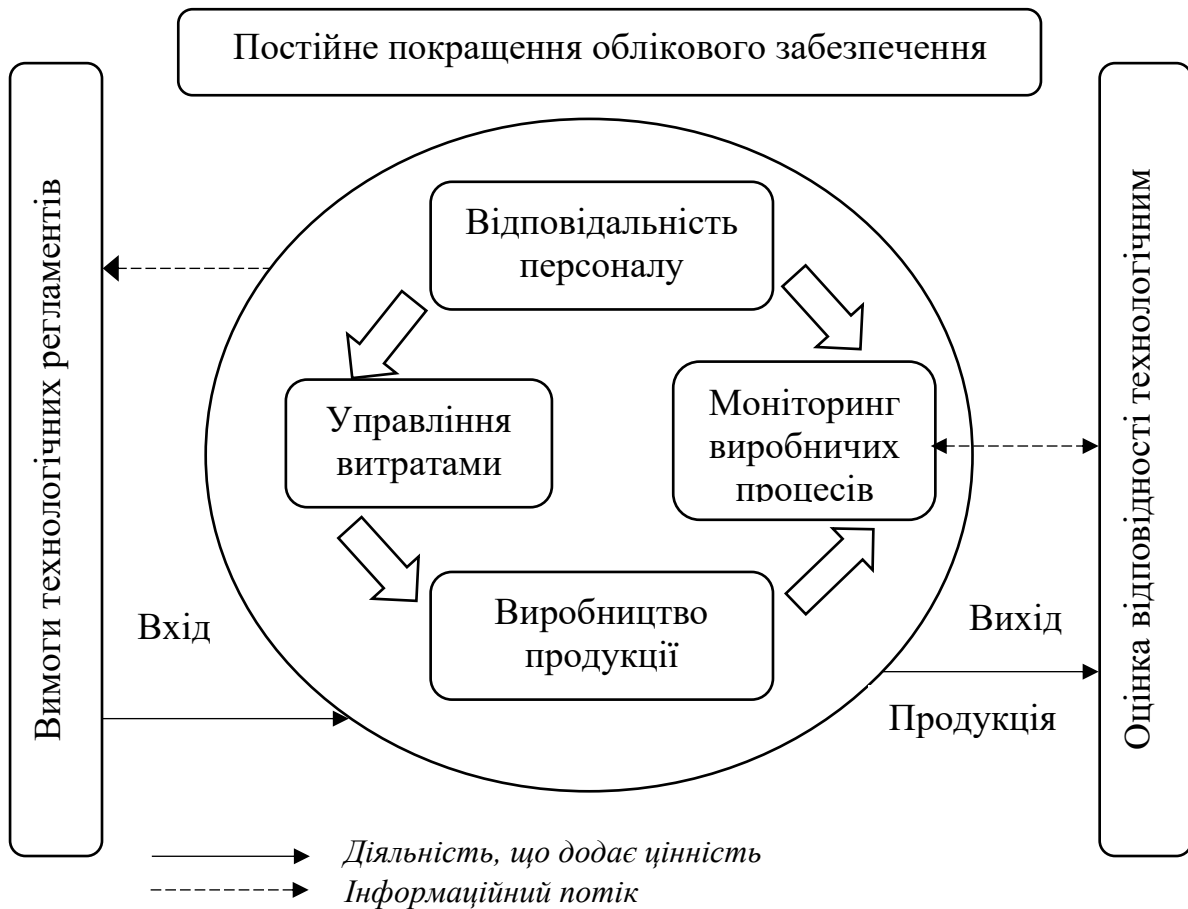 Постійне покращення облікового забезпечення
Вимоги технологічних регламентів
Відповідальність
персоналу
Управління
витратами
Моніторинг
виробничих
процесів
Виробництво
продукції
Вхід
Вихід
Продукція
Оцінка відповідності технологічним
Діяльність, що додає цінність
Інформаційний потік